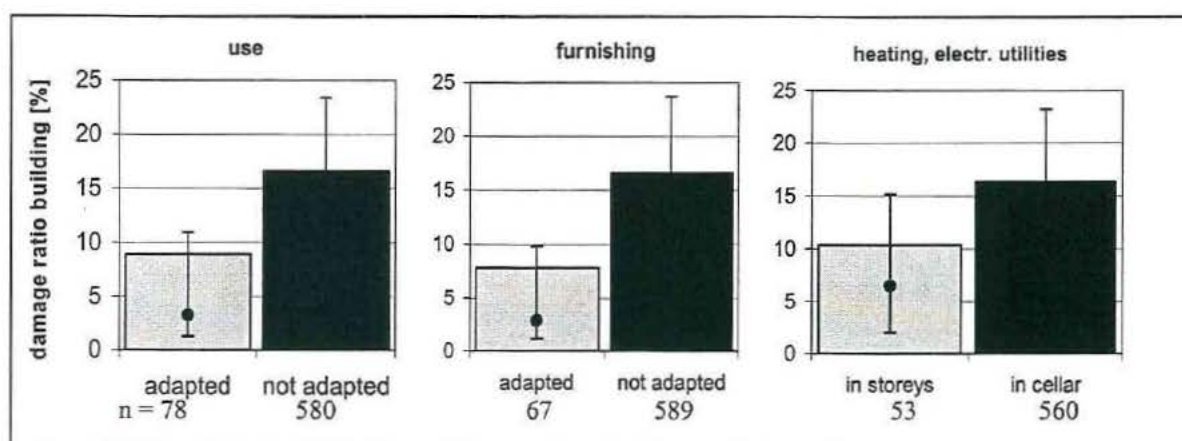 use
furnishing
heating, electr. utilities
damage ratio building [%]
25
20
15
10
5
0
25
20
15
10
5
0
25
20
15
10
5
0
adapted
not adapted
adapted
not adapted
in storeys
in cellar
n = 78
580
67
589
53
560